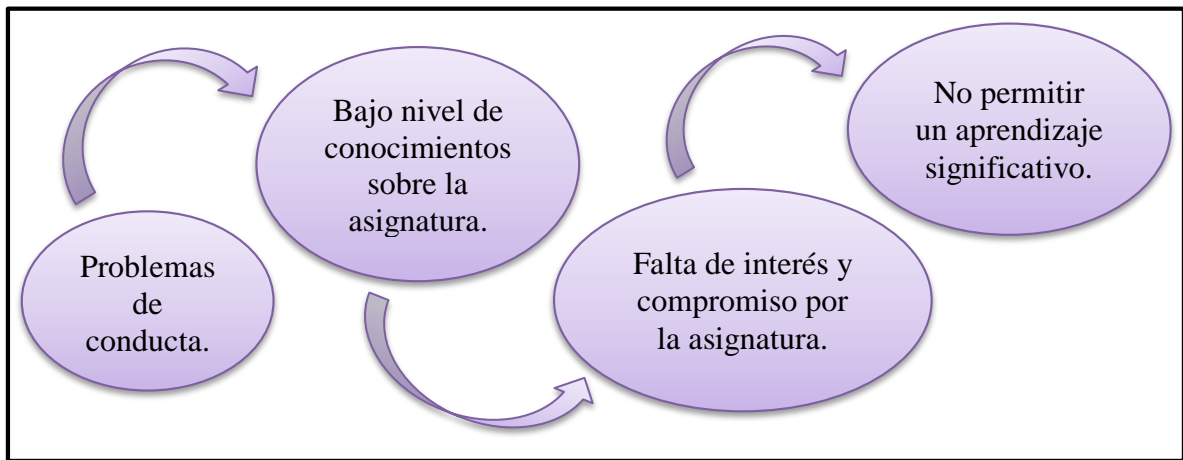 Problemas
de
conducta.
Bajo nivel de
conocimientos
sobre la
asignatura.
Falta de interés y
compromiso por
la asignatura.
No permitir
un aprendizaje
significativo.